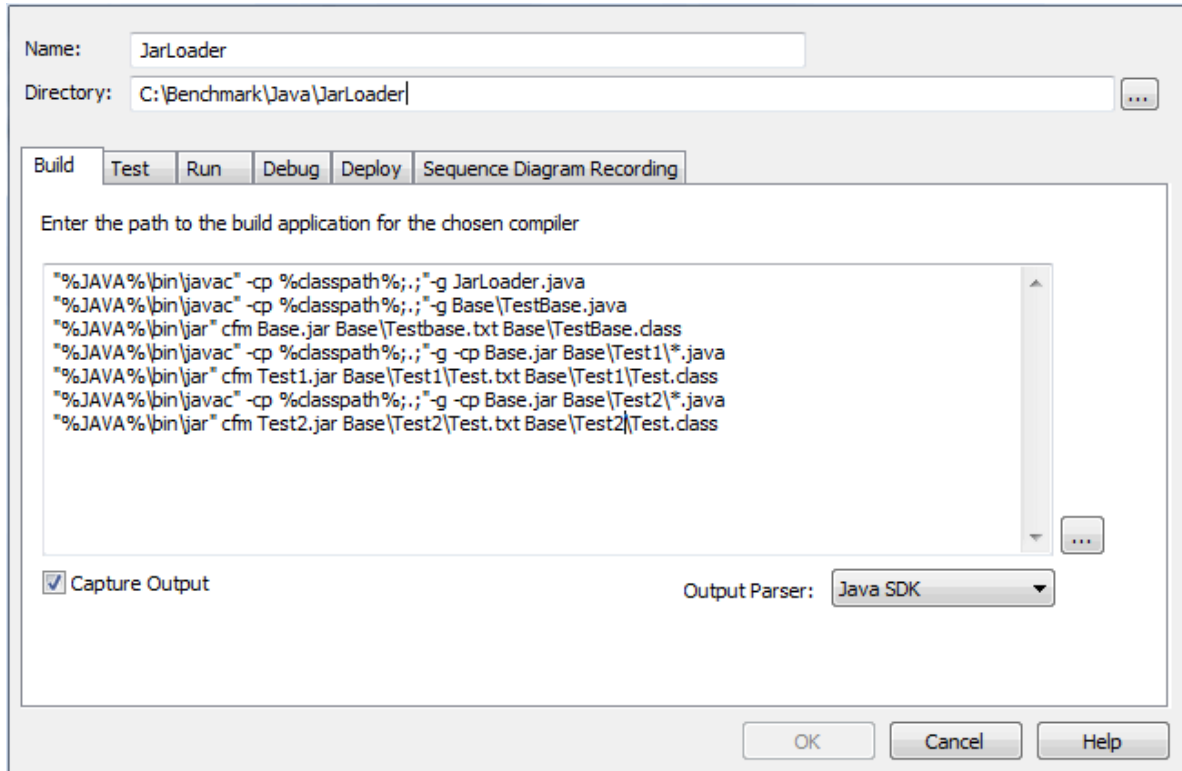 Name: JarLoader
Directory: C:\Benchmark\Java\JarLoader ...
Build Test Run Debug Deploy Sequence Diagram Recording
Enter the path to the build application for the chosen compiler
"%JAVA%\bin\javac" -cp %classpath%;.;"-g JarLoader.java
"%JAVA%\bin\javac" -cp %classpath%;.;"-g Base\TestBase.java
"%JAVA%\bin\jar" cfm Base.jar Base\Testbase.txt Base\TestBase.class
"%JAVA%\bin\javac" -cp %classpath%;.;"-g -cp Base.jar Base\Test1\*.java
"%JAVA%\bin\jar" cfm Test1.jar Base\Test1\Test.txt Base\Test1\Test.class
"%JAVA%\bin\javac" -cp %classpath%;.;"-g -cp Base.jar Base\Test2\*.java
"%JAVA%\bin\jar" cfm Test2.jar Base\Test2\Test.txt Base\Test2\Test.class
...
Capture Output Output Parser: Java SDK
OK Cancel Help